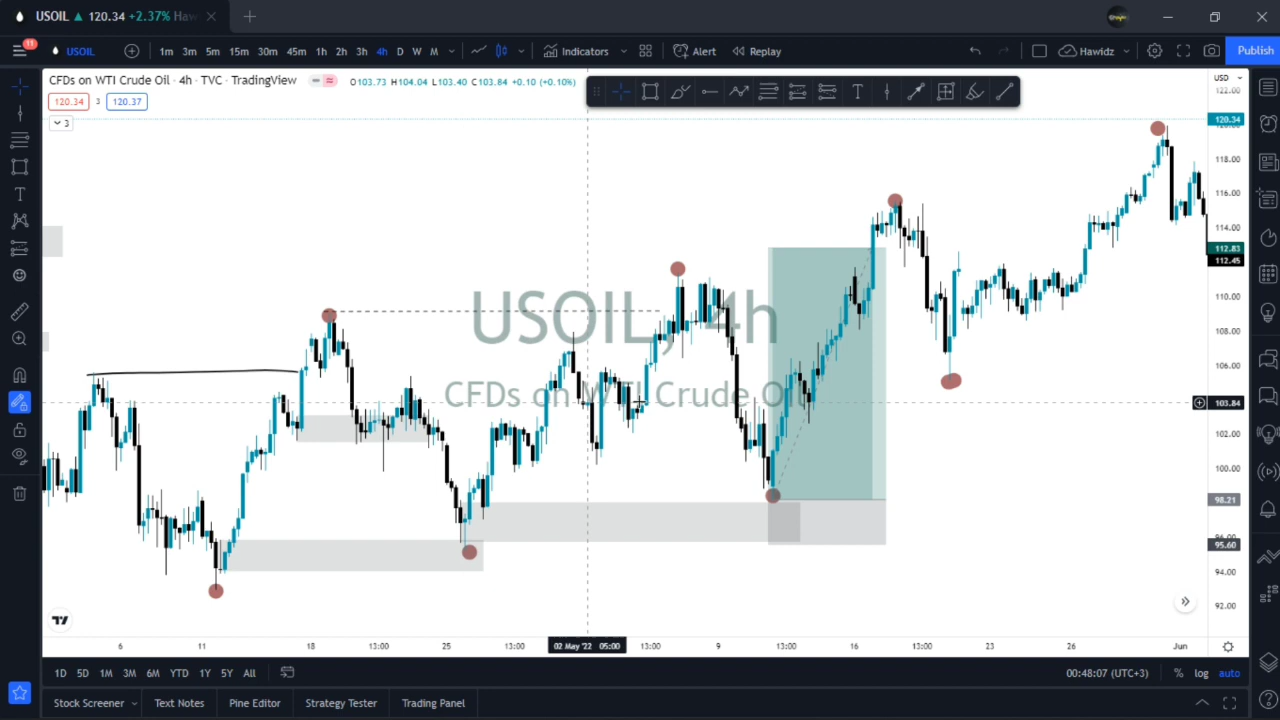 USOIL ▲ 120.34 +2.37% Haw
11
USOIL 1m 3m 5m 15m 30m 45m 1h 2h 3h 4h D W M Indicators Alert Replay Hawidz Publish
CFDs on WTI Crude Oil · 4h · TVC · TradingView O103.73 H104.04 L103.40 C103.84 +0.10 (+0.10%)
USD
122.00
120.34 3 120.37
120.34
3
118.00
116.00
114.00
112.83
112.45
110.00
USOIL, 4h
108.00
106.00
CFDs on WTI Crude Oil
103.84
102.00
100.00
98.21
96.00
95.60
94.00
92.00
6 11 18 13:00 25 13:00 02 May '22 05:00 13:00 9 13:00 16 13:00 23 26 Jun
1D 5D 1M 3M 6M YTD 1Y 5Y All 00:48:07 (UTC+3) % log auto
Stock Screener Text Notes Pine Editor Strategy Tester Trading Panel